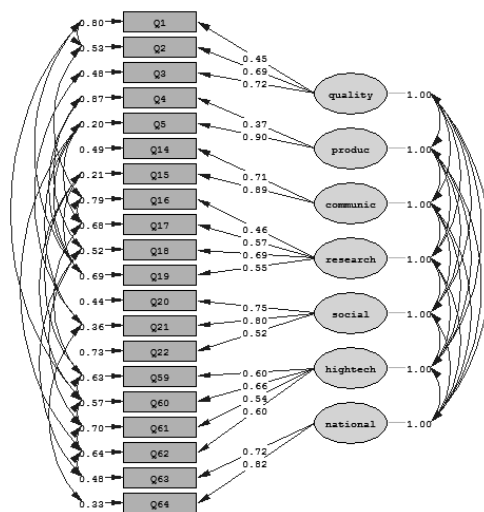 0.80 Q1
0.53 Q2
0.48 Q3
0.87 Q4
0.20 Q5
0.49 Q14
0.21 Q15
0.79 Q16
0.68 Q17
0.52 Q18
0.69 Q19
0.44 Q20
0.36 Q21
0.73 Q22
0.63 Q59
0.57 Q60
0.70 Q61
0.64 Q62
0.48 Q63
0.33 Q64
0.45
0.69
0.72
0.37
0.90
0.71
0.89
0.46
0.57
0.69
0.55
0.75
0.80
0.52
0.60
0.66
0.54
0.60
0.72
0.82
quality 1.00
produc 1.00
communic 1.00
research 1.00
social 1.00
hightech 1.00
national 1.00